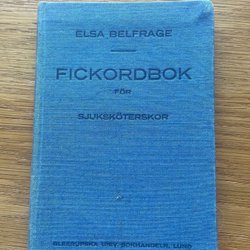 ELSA BELFRAGE
FICKORDBOK
FÖR
SJUKSKÖTERSKOR
GLEERUPSKA UNIV. BOKHANDELN, LUND